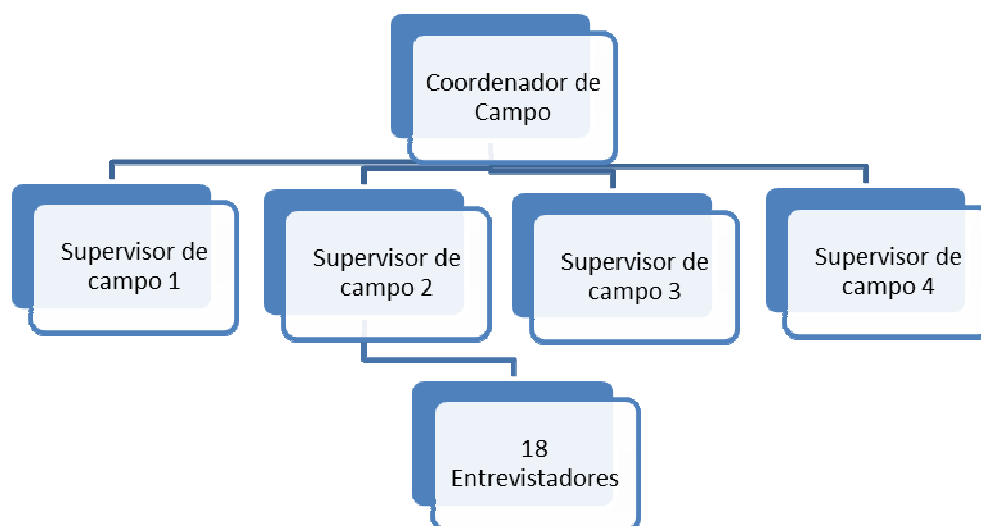 Coordenador de
Campo
Supervisor de
campo 1
Supervisor de
campo 2
Supervisor de
campo 3
Supervisor de
campo 4
18
Entrevistadores